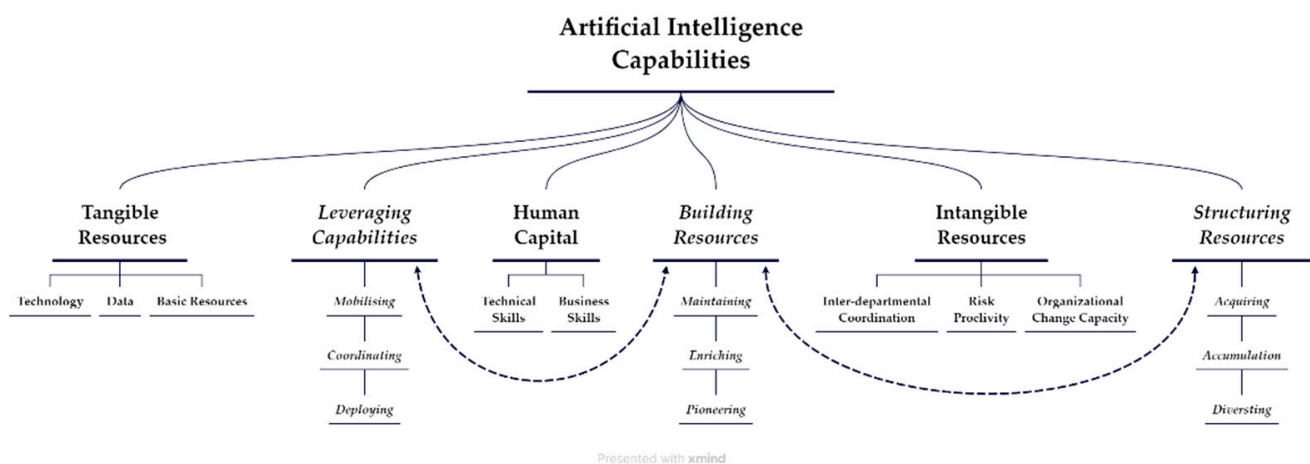 Artificial Intelligence
Capabilities
Tangible
Resources
Technology
Data
Basic Resources
Leveraging
Capabilities
Mobilising
Coordinating
Deploying
Human
Capital
Technical
Skills
Business
Skills
Building
Resources
Maintaining
Enriching
Pioneering
Intangible
Resources
Inter-departmental
Coordination
Risk
Proclivity
Organizational
Change Capacity
Structuring
Resources
Acquiring
Accumulation
Diversting
Presented with xmind